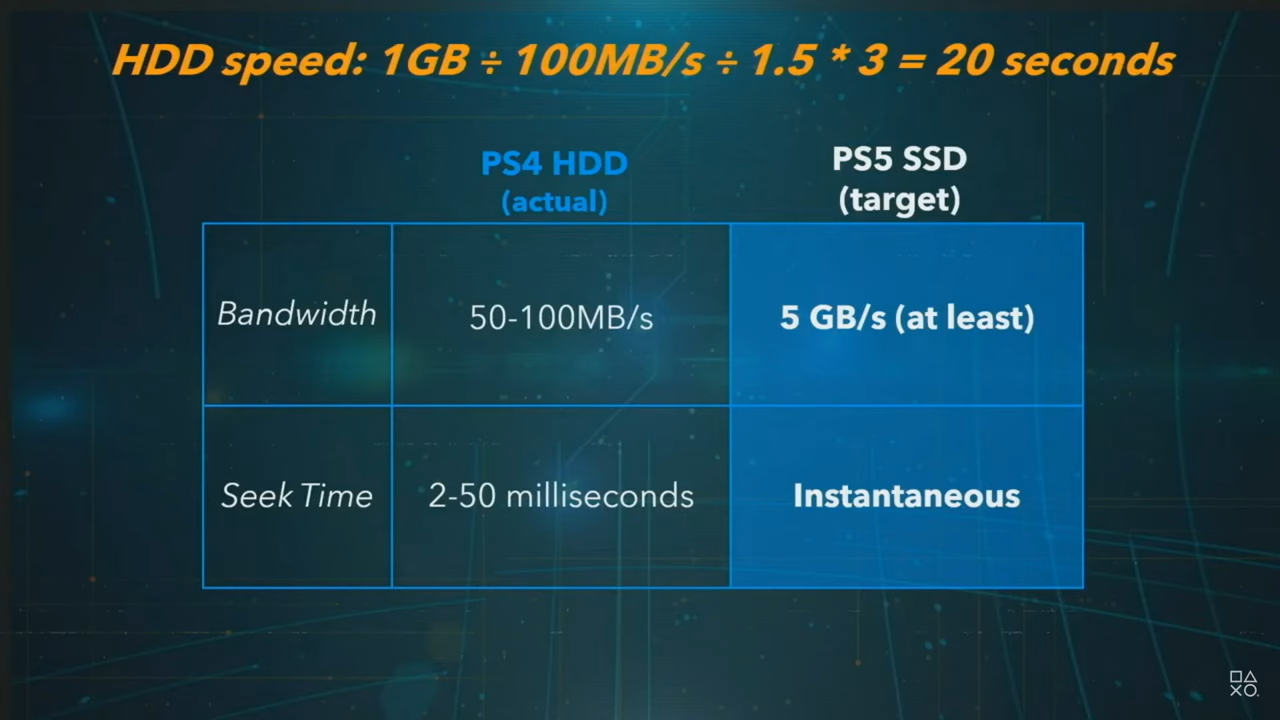 HDD speed: 1GB ÷ 100MB/s ÷ 1.5 * 3 = 20 seconds
PS4 HDD
(actual)
PS5 SSD
(target)
Bandwidth
50-100MB/s
5 GB/s (at least)
Seek Time
2-50 milliseconds
Instantaneous